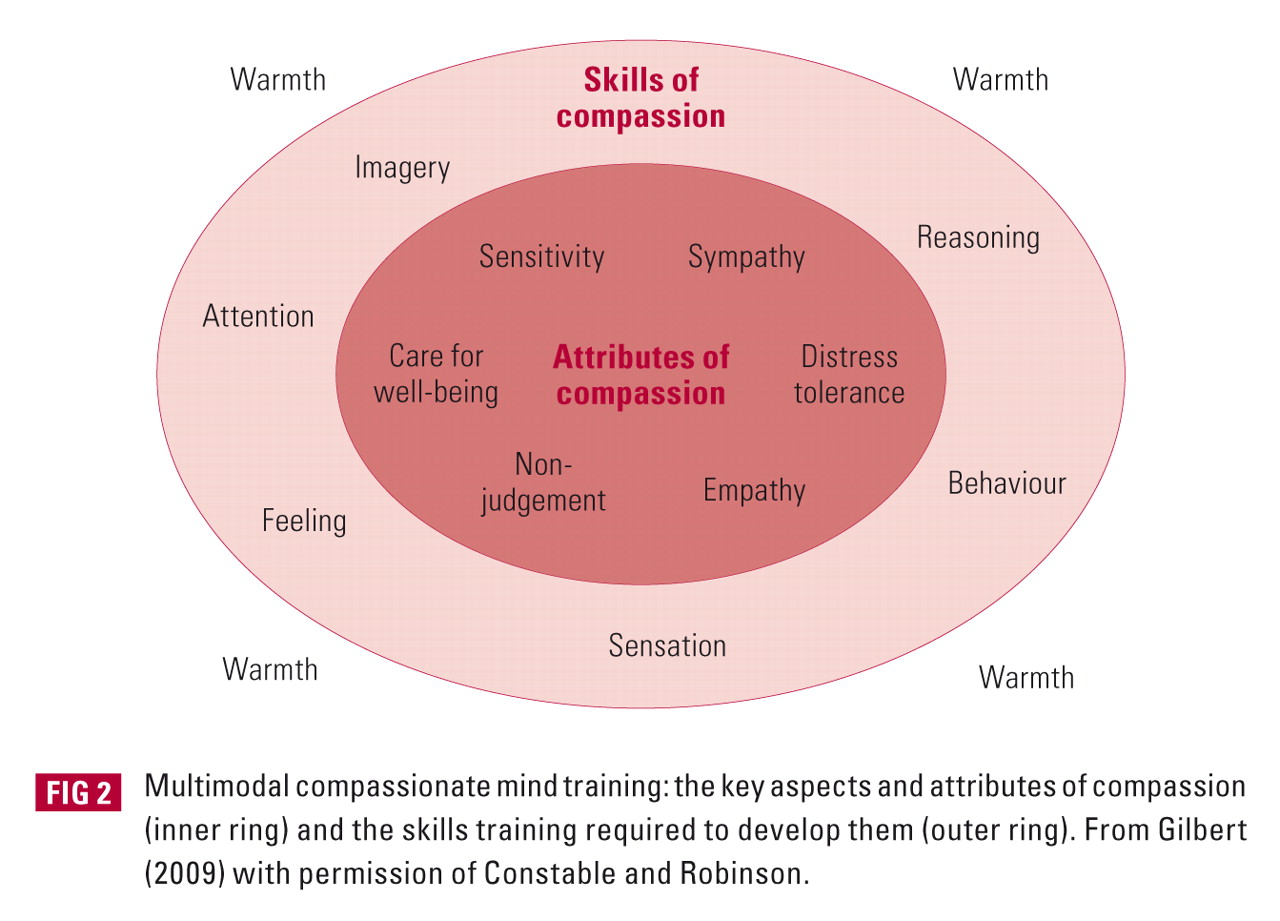 Warmth
Warmth
Skills of
compassion
Imagery
Reasoning
Sensitivity
Sympathy
Attention
Care for
well-being
Attributes of
compassion
Distress
tolerance
Non-
judgement
Empathy
Behaviour
Feeling
Sensation
Warmth
Warmth
FIG 2
Multimodal compassionate mind training: the key aspects and attributes of compassion
(inner ring) and the skills training required to develop them (outer ring). From Gilbert
(2009) with permission of Constable and Robinson.